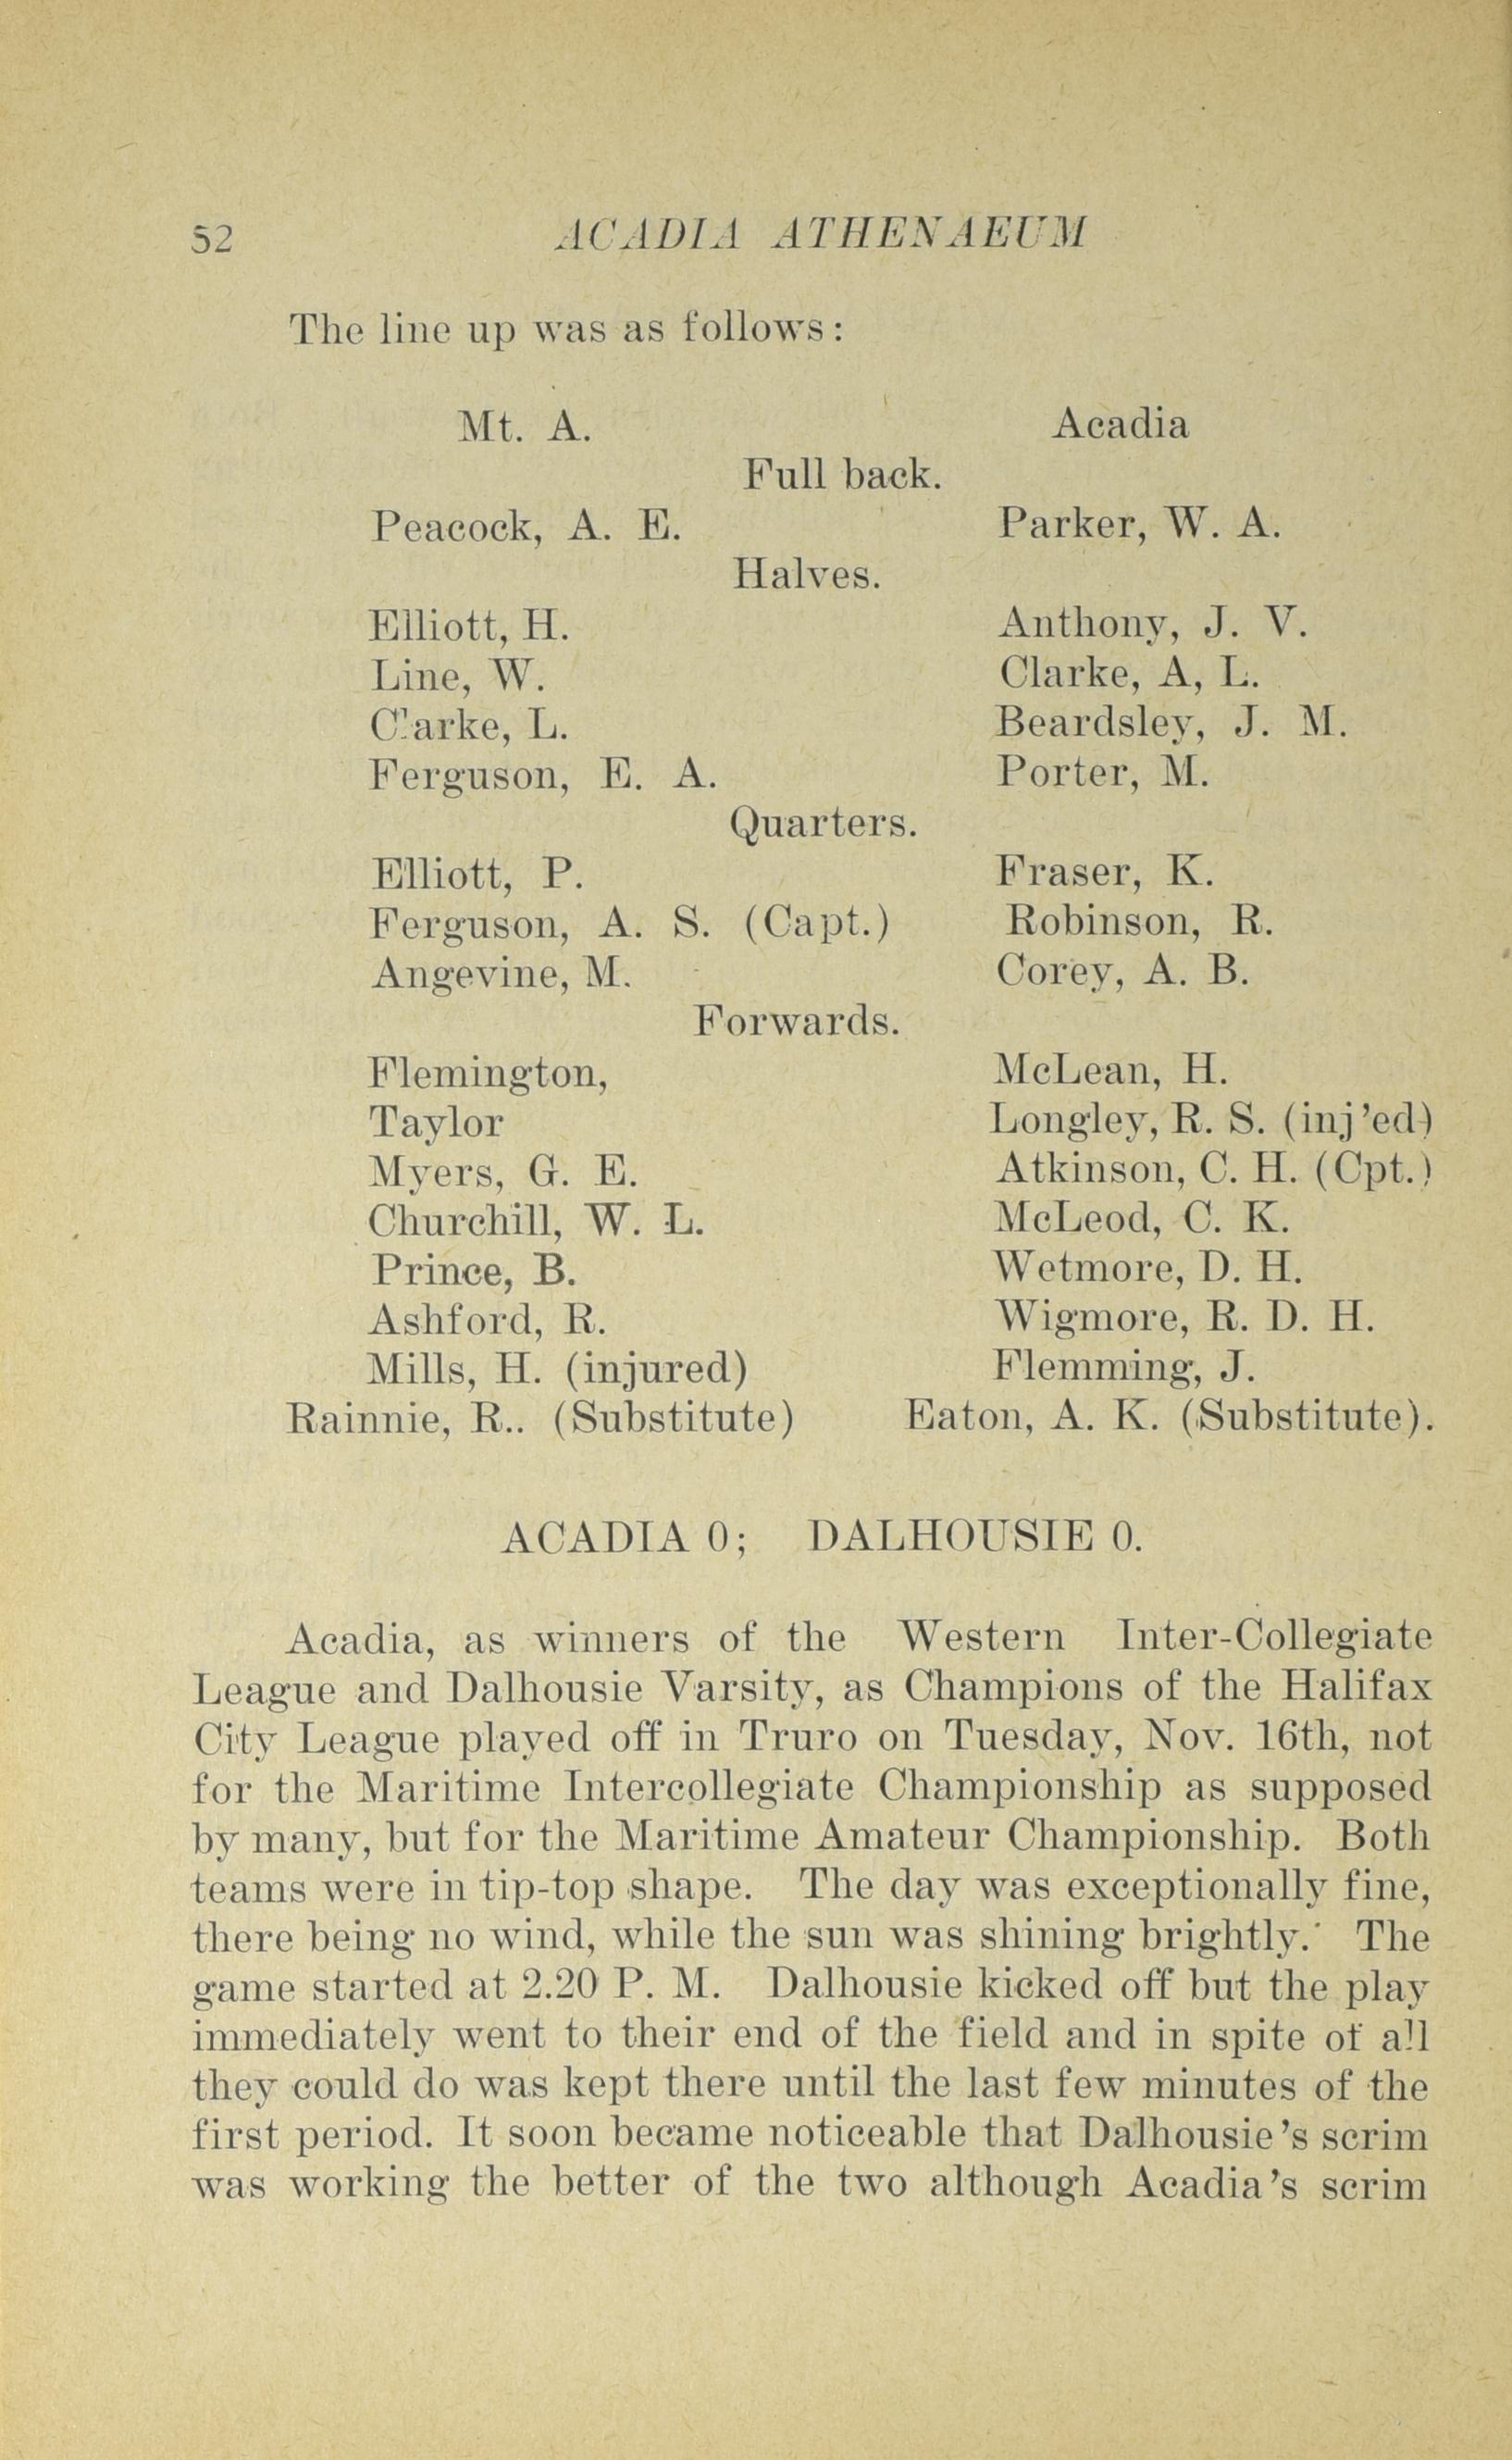 52 ACADIA ATHENAEUM
The line up was as follows:
Mt. A. Acadia
Full back.
Peacock, A. E. Parker, W. A.
Halves.
Elliott, H. Anthony, J. V.
Line, W. Clarke, A, L.
Clarke, L. Beardsley, J. M.
Ferguson, E. A. Porter, M.
Quarters.
Elliott, P. Fraser, K.
Ferguson, A. S. (Capt.) Robinson, R.
Angevine, M. Corey, A. B.
Forwards.
Flemington, McLean, H.
Taylor Longley, R. S. (inj'ed)
Myers, G. E. Atkinson, C. H. (Cpt.)
Churchill, W. L. McLeod, C. K.
Prince, B. Wetmore, D. H.
Ashford, R. Wigmore, R. D. H.
Mills, H. (injured) Flemming, J.
Rainnie, R.. (Substitute) Eaton, A. K. (Substitute).
ACADIA 0; DALHOUSIE 0.
Acadia, as winners of the Western Inter-Collegiate
League and Dalhousie Varsity, as Champions of the Halifax
City League played off in Truro on Tuesday, Nov. 16th, not
for the Maritime Intercollegiate Championship as supposed
by many, but for the Maritime Amateur Championship. Both
teams were in tip-top shape. The day was exceptionally fine,
there being no wind, while the sun was shining brightly. The
game started at 2.20 P. M. Dalhousie kicked off but the play
immediately went to their end of the field and in spite of all
they could do was kept there until the last few minutes of the
first period. It soon became noticeable that Dalhousie's scrim
was working the better of the two although Acadia's scrim